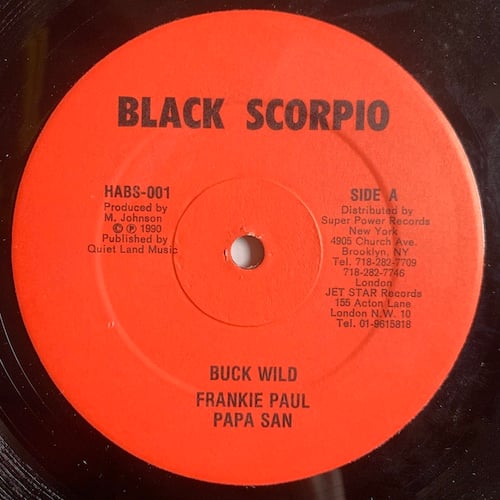 BLACK SCORPIO
HABS-001
Produced by
M. Johnson
© ℗ 1990
Published by
Quiet Land Music
SIDE A
Distributed by
Super Power Records
New York
4905 Church Ave.
Brooklyn, NY
Tel. 718-282-7709
718-282-7746
London
JET STAR Records
155 Acton Lane
London N.W. 10
Tel. 01-9615818
BUCK WILD
FRANKIE PAUL
PAPA SAN